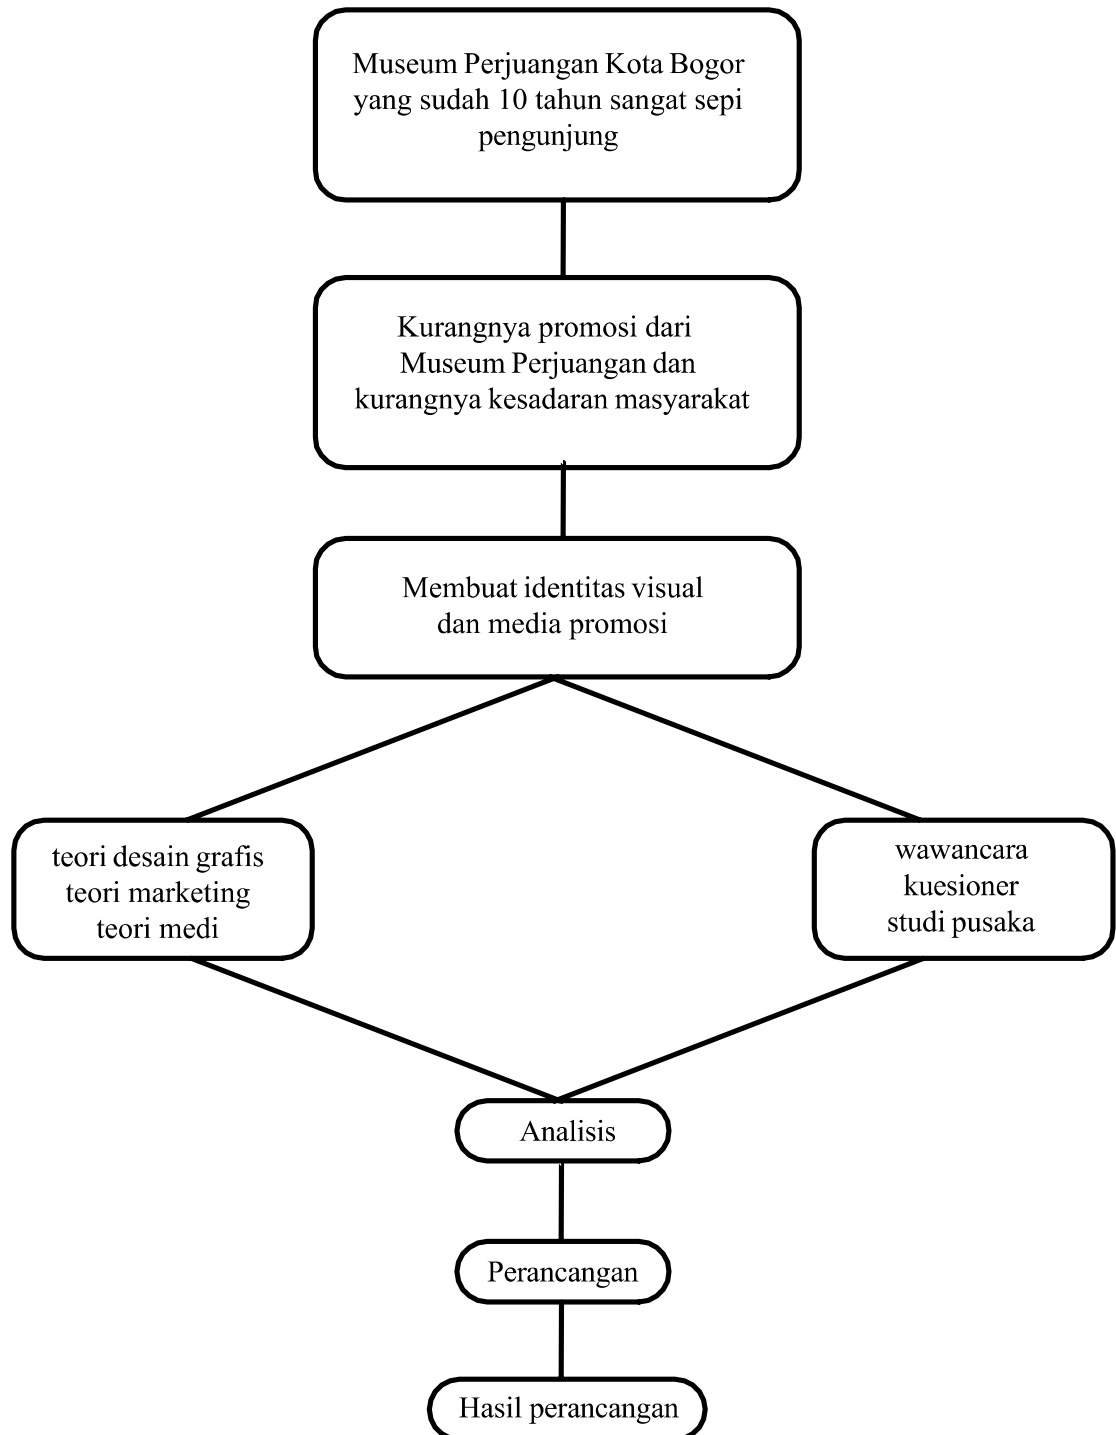 Museum Perjuangan Kota Bogor
yang sudah 10 tahun sangat sepi
pengunjung
Kurangnya promosi dari
Museum Perjuangan dan
kurangnya kesadaran masyarakat
Membuat identitas visual
dan media promosi
teori desain grafis
teori marketing
teori medi
wawancara
kuesioner
studi pusaka
Analisis
Perancangan
Hasil perancangan